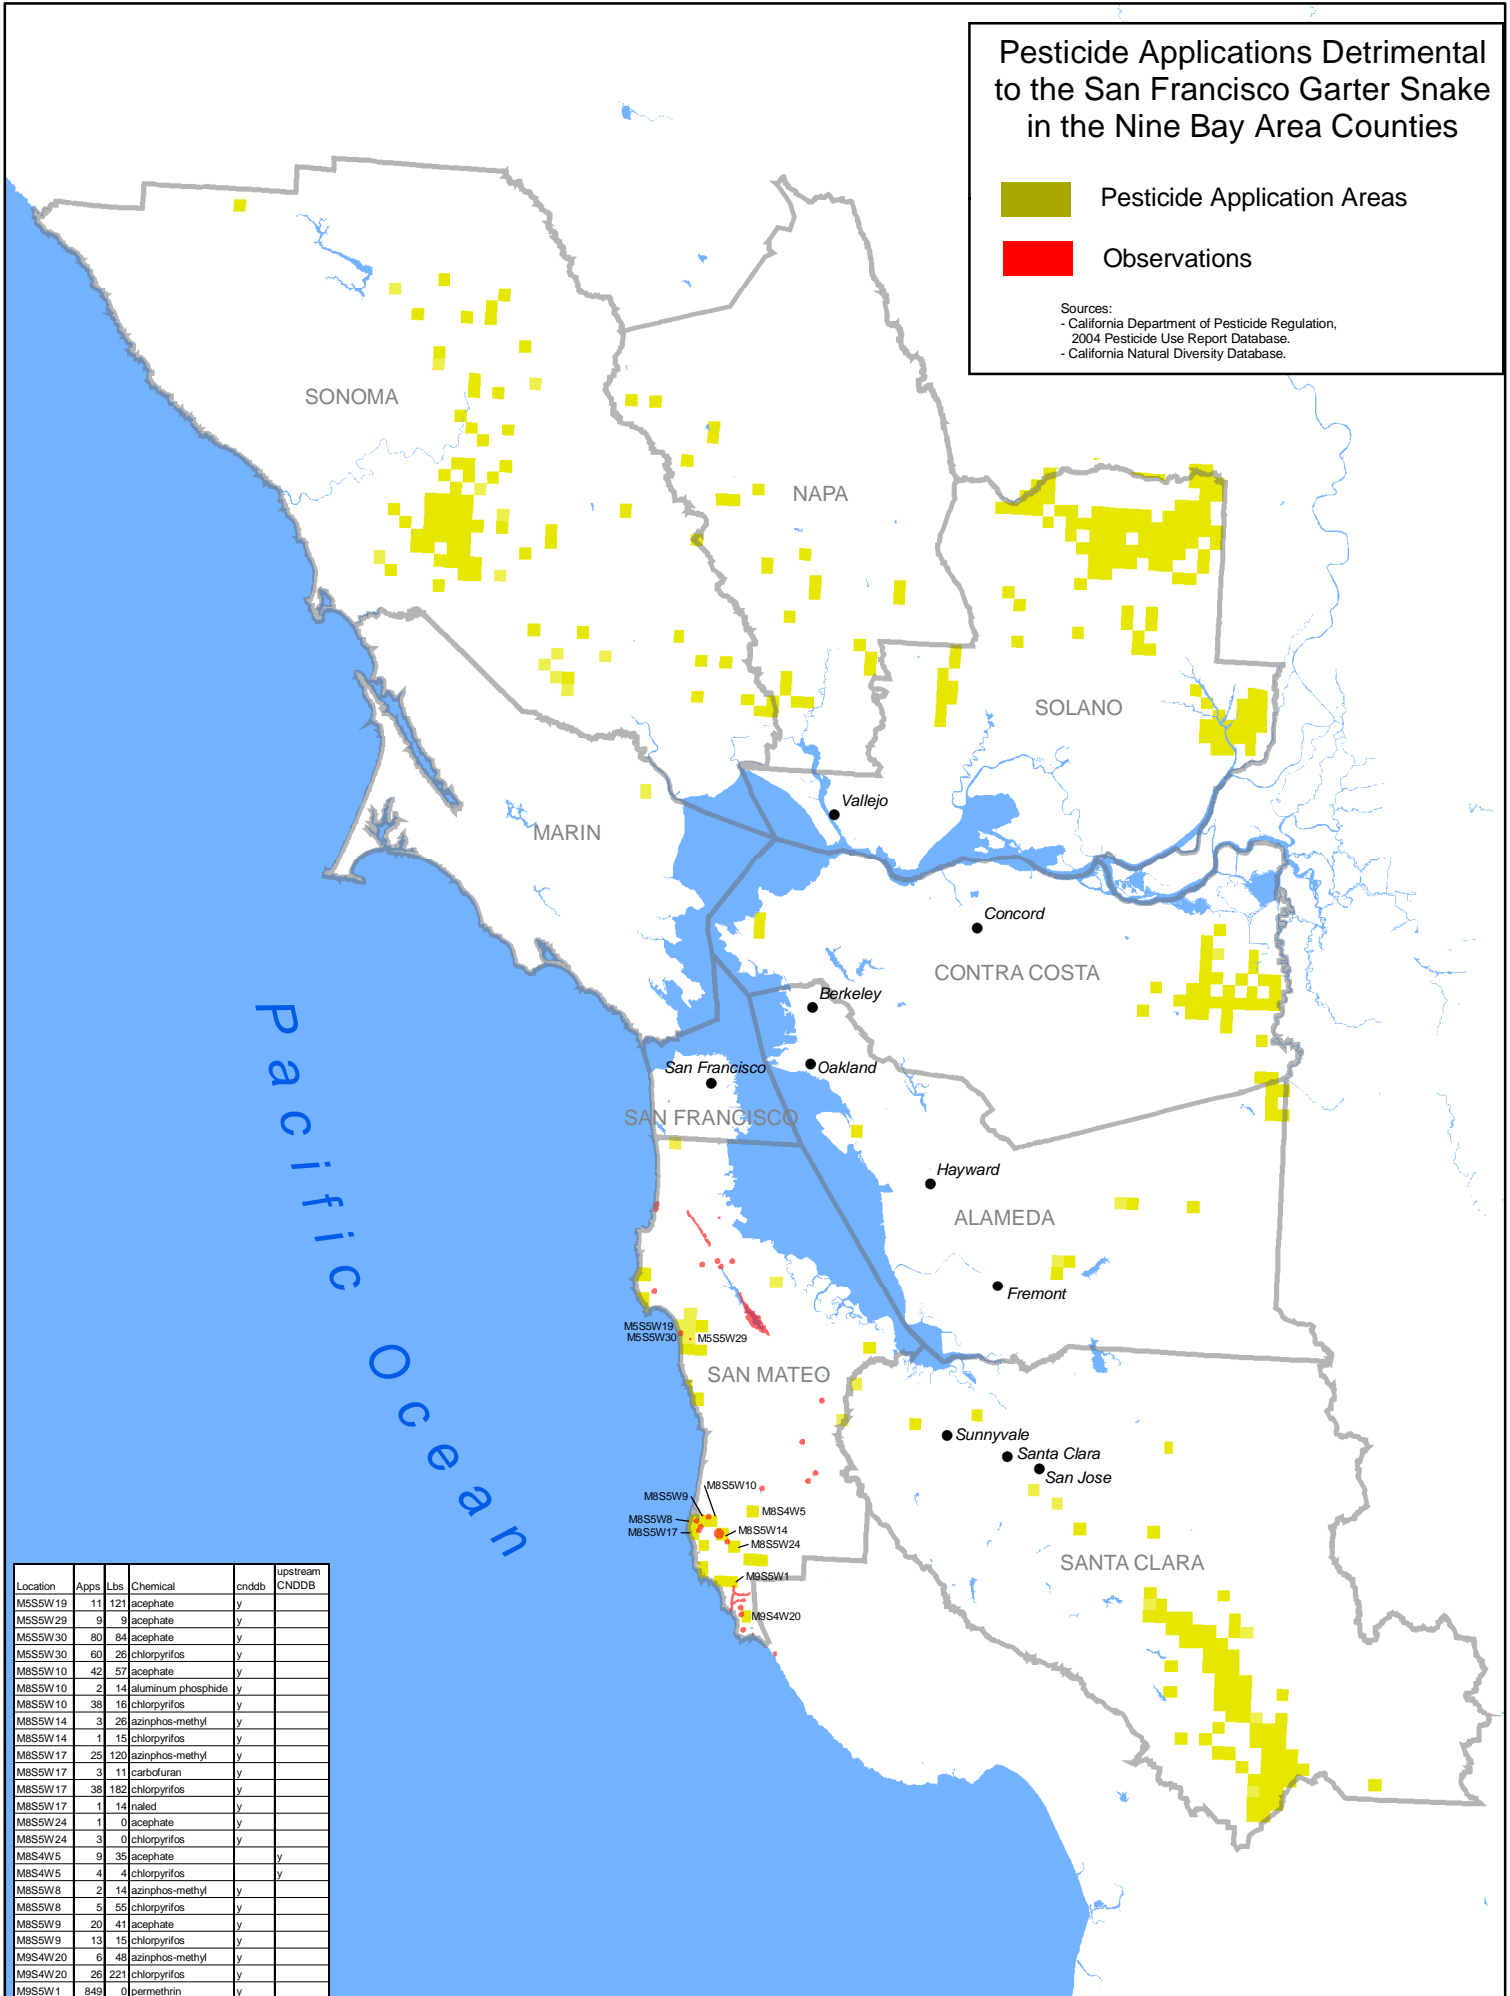 Pesticide Applications Detrimental
to the San Francisco Garter Snake
in the Nine Bay Area Counties
Pesticide Application Areas
Observations
Sources:
- California Department of Pesticide Regulation,
2004 Pesticide Use Report Database.
- California Natural Diversity Database.
SONOMA
NAPA
SOLANO
MARIN
Vallejo
Concord
CONTRA COSTA
Berkeley
Oakland
San Francisco
SAN FRANCISCO
Hayward
ALAMEDA
Fremont
Pacific Ocean
M5S5W19
M5S5W30
M5S5W29
SAN MATEO
Sunnyvale
Santa Clara
San Jose
M8S5W10
M8S5W9
M8S4W5
M8S5W8
M8S5W17
M8S5W14
M8S5W24
M9S5W1
M9S4W20
SANTA CLARA
Location Apps Lbs Chemical cnddb upstream CNDDB
M5S5W19 11 121 acephate y
M5S5W29 9 9 acephate y
M5S5W30 80 84 acephate y
M5S5W30 60 26 chlorpyrifos y
M8S5W10 42 57 acephate y
M8S5W10 2 14 aluminum phosphide y
M8S5W10 38 16 chlorpyrifos y
M8S5W14 3 26 azinphos-methyl y
M8S5W14 1 15 chlorpyrifos y
M8S5W17 25 120 azinphos-methyl y
M8S5W17 3 11 carbofuran y
M8S5W17 38 182 chlorpyrifos y
M8S5W17 1 14 naled y
M8S5W24 1 0 acephate y
M8S5W24 3 0 chlorpyrifos y
M8S4W5 9 35 acephate y
M8S4W5 4 4 chlorpyrifos y
M8S5W8 2 14 azinphos-methyl y
M8S5W8 5 55 chlorpyrifos y
M8S5W9 20 41 acephate y
M8S5W9 13 15 chlorpyrifos y
M9S4W20 6 48 azinphos-methyl y
M9S4W20 26 221 chlorpyrifos y
M9S5W1 849 0 permethrin y